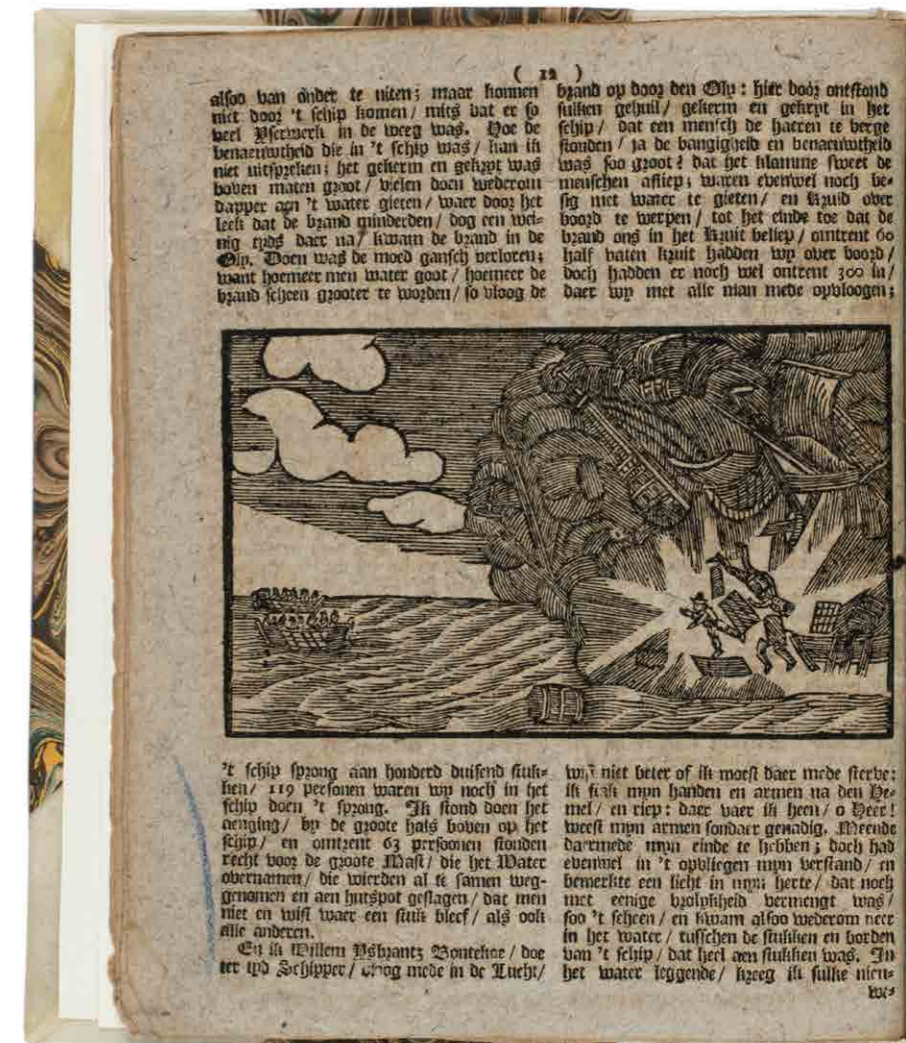 ( 12 )
alsoo van onder te uiten; maar konnen
niet door 't schip komen/ mits dat er so
veel Yserwerk in de weeg was. Hoe de
benaeuwtheid die in 't schip was/ kan ik
niet uitspreken; het gekerm en gekryt was
boven maten groot/ vielen doen wederom
dapper aen 't water gieten/ waer door het
leek dat de brand minderden/ dog een wei-
nig tyds daer na/ kwam de brand in de
Oly. Doen was de moed gansch verloren;
want hoemeer men water goot/ hoemeer de
brand scheen grooter te worden/ so vloog de
brand op door den Oly: hier door ontstond
sulken gehuil/ gekerm en gekryt in het
schip/ dat een mensch de haeren te berge
stonden/ ja de bangigheid en benaeuwtheid
was soo groot? dat het klamme sweet de
menschen afliep; waren evenwel noch be-
sig met water te gieten/ en Kruid over
boord te werpen/ tot het einde toe dat de
brand ons in het Kruit beliep/ omtrent 60
half vaten kruit hadden wy over boord/
doch hadden er noch wel ontrent 300 in/
daer wy met alle man mede opvloogen;
't schip sprong aan honderd duisend stuk-
ken/ 119 personen waren wy noch in het
schip doen 't sprong. Ik stond doen het
aenging/ by de groote hals boven op het
schip/ en omtrent 63 persoonen stonden
recht voor de groote Mast/ die het Water
overnamen/ die wierden al te samen weg-
genomen en aen hutspot geslagen/ dat men
niet en wist waer een stuk bleef/ als ook
alle anderen.
En ik Willem Ysbrantz Bontekoe/ doe
ter tyd Schipper/ vloog mede in de Lucht/
wist niet beter of ik moest daer mede sterve:
ik stak myn handen en armen na den He-
mel/ en riep: daer vaer ik heen/ o Heer!
weest myn armen sondaer genadig. Meende
daermede myn einde te hebben; doch had
evenwel in 't opvliegen myn verstand/ en
bemerkte een licht in myn herte/ dat noch
met eenige vrolykheid vermengt was/
soo 't scheen/ en kwam alsoo wederom neer
in het water/ tusschen de stukken en borden
van 't schip/ dat heel aen stukken was. In
het water leggende/ kreeg ik sulke nieu-
we-